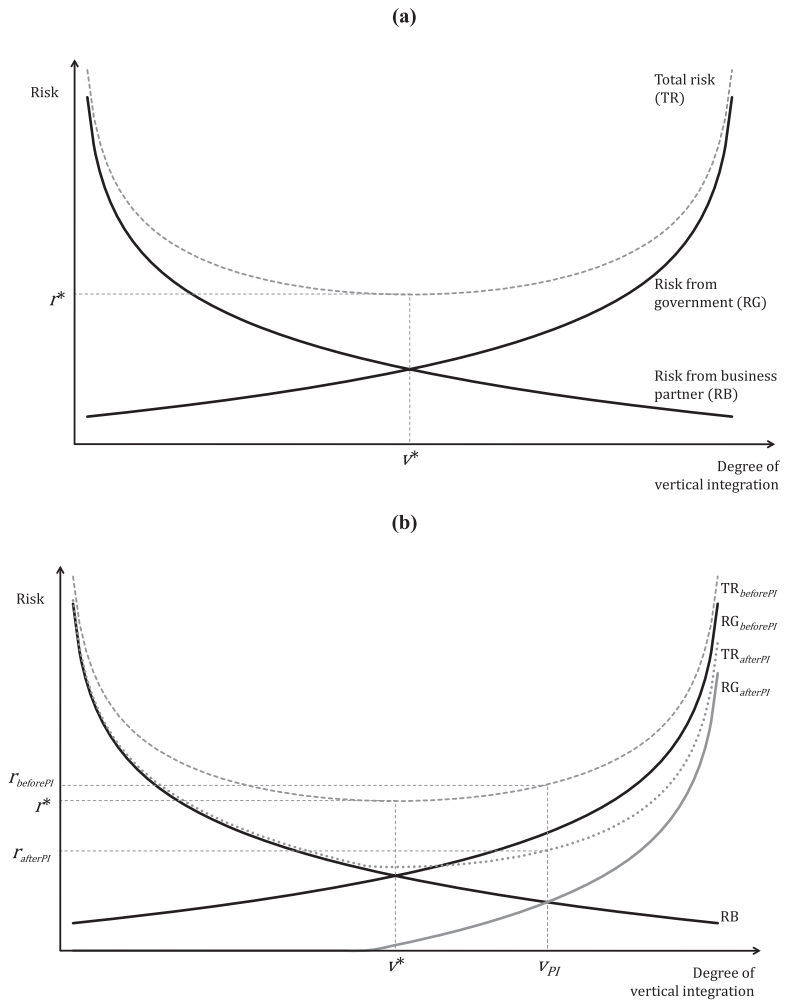 (a)
Risk
Total risk
(TR)
r*
Risk from
government (RG)
Risk from business
partner (RB)
v*
Degree of
vertical integration
(b)
Risk
TRbeforePI
RGbeforePI
TRafterPI
RGafterPI
rbeforePI
r*
rafterPI
RB
v*
vPI
Degree of
vertical integration